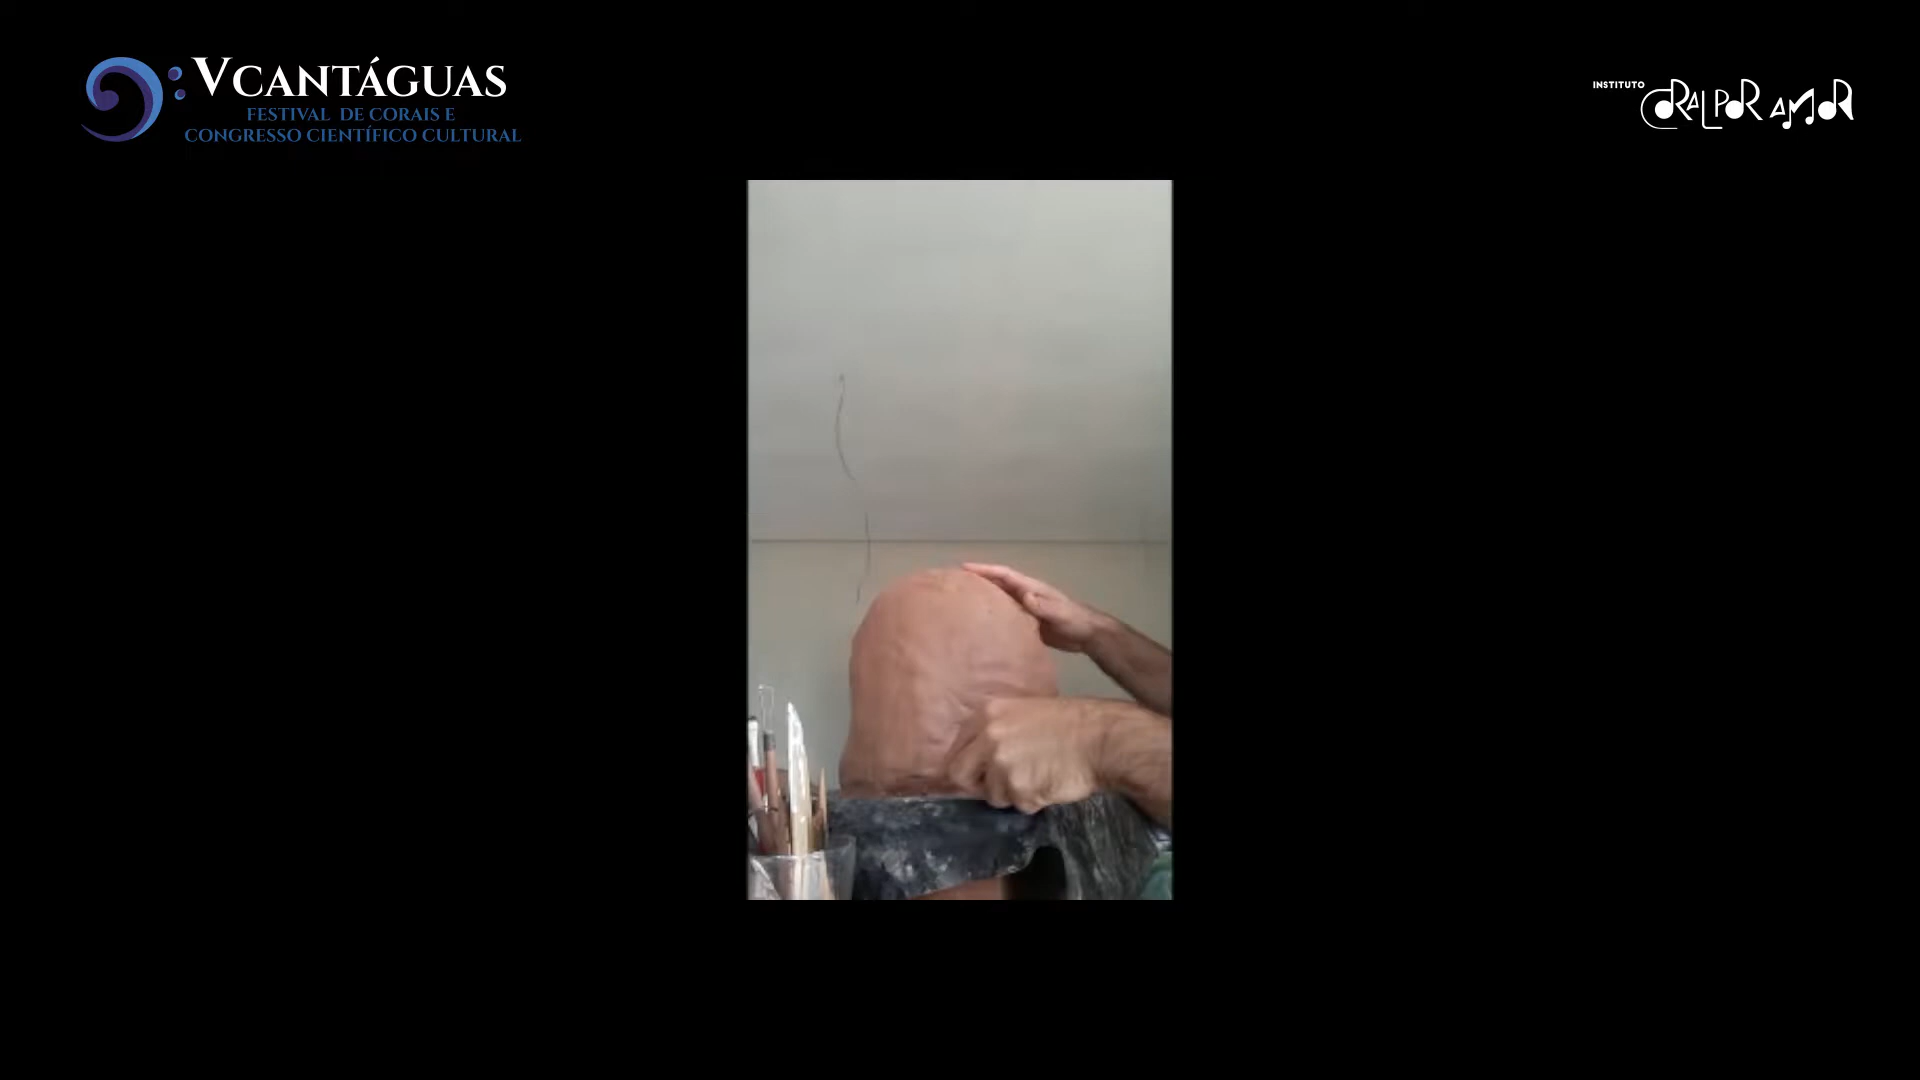 VCANTÁGUAS
FESTIVAL DE CORAIS E
CONGRESSO CIENTÍFICO CULTURAL
INSTITUTO
CORAL POR AMOR